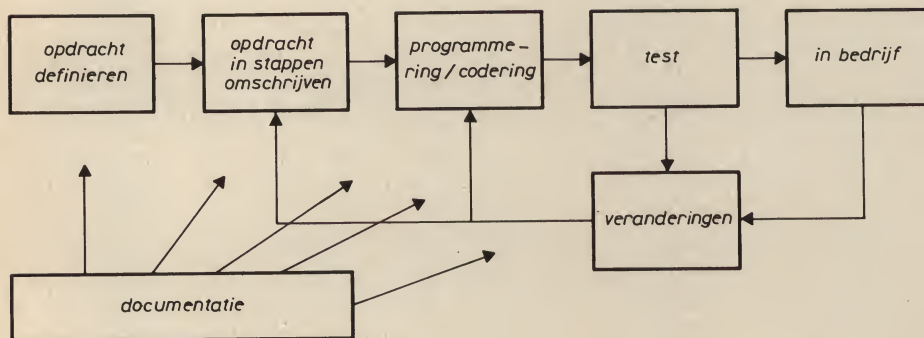 opdracht
definieren
opdracht
in stappen
omschrijven
programme-
ring/codering
test
in bedrijf
veranderingen
documentatie